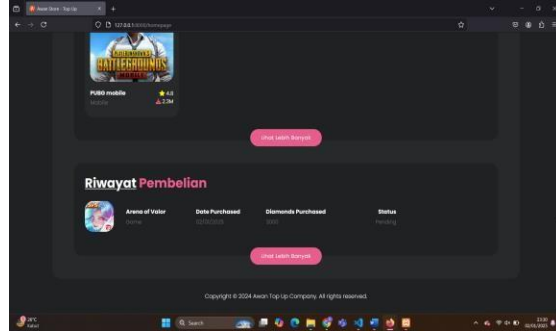 Awan Store - Top Up
127.0.0.1:8000/homepage
BATTLEGROUNDS
PUBG mobile 4.8
Mobile 2.3M
Lihat Lebih Banyak
Riwayat Pembelian
Arena of Valor Date Purchased Diamonds Purchased Status
Pending
Lihat Lebih Banyak
Copyright © 2024 Awan Top Up Company. All rights reserved.
Search